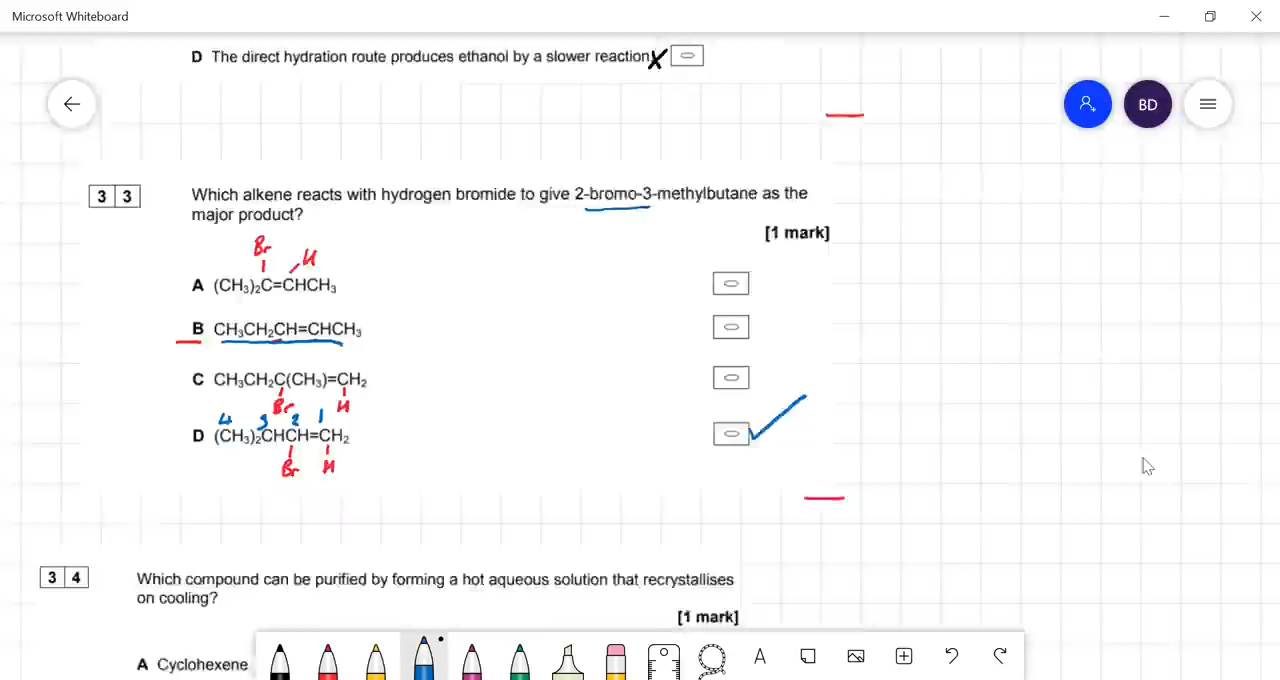 Microsoft Whiteboard
D The direct hydration route produces ethanol by a slower reaction
BD
3 3 Which alkene reacts with hydrogen bromide to give 2-bromo-3-methylbutane as the
major product?
[1 mark]
Br H
A (CH₃)₂C=CHCH₃
B CH₃CH₂CH=CHCH₃
C CH₃CH₂C(CH₃)=CH₂
Br H
4 3 2 1
D (CH₃)₂CHCH=CH₂
Br H
3 4 Which compound can be purified by forming a hot aqueous solution that recrystallises
on cooling?
[1 mark]
A Cyclohexene
A